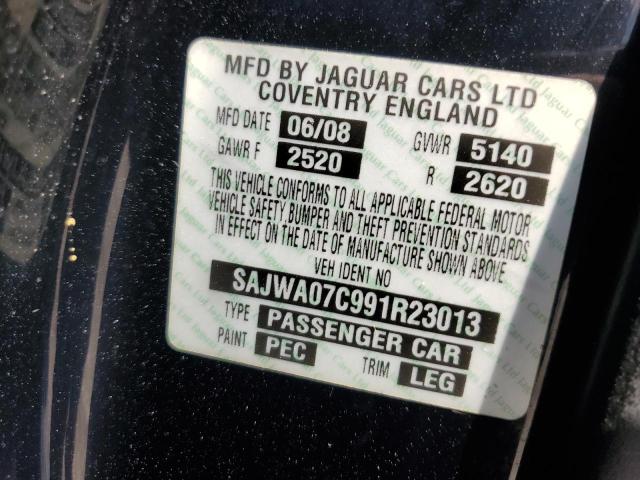 MFD BY JAGUAR CARS LTD
COVENTRY ENGLAND
MFD DATE 06/08 GVWR 5140
GAWR F 2520 R 2620
THIS VEHICLE CONFORMS TO ALL APPLICABLE FEDERAL MOTOR
VEHICLE SAFETY BUMPER AND THEFT PREVENTION STANDARDS
IN EFFECT ON THE DATE OF MANUFACTURE SHOWN ABOVE.
VEH IDENT NO
SAJWA07C991R23013
TYPE PASSENGER CAR
PAINT PEC TRIM LEG